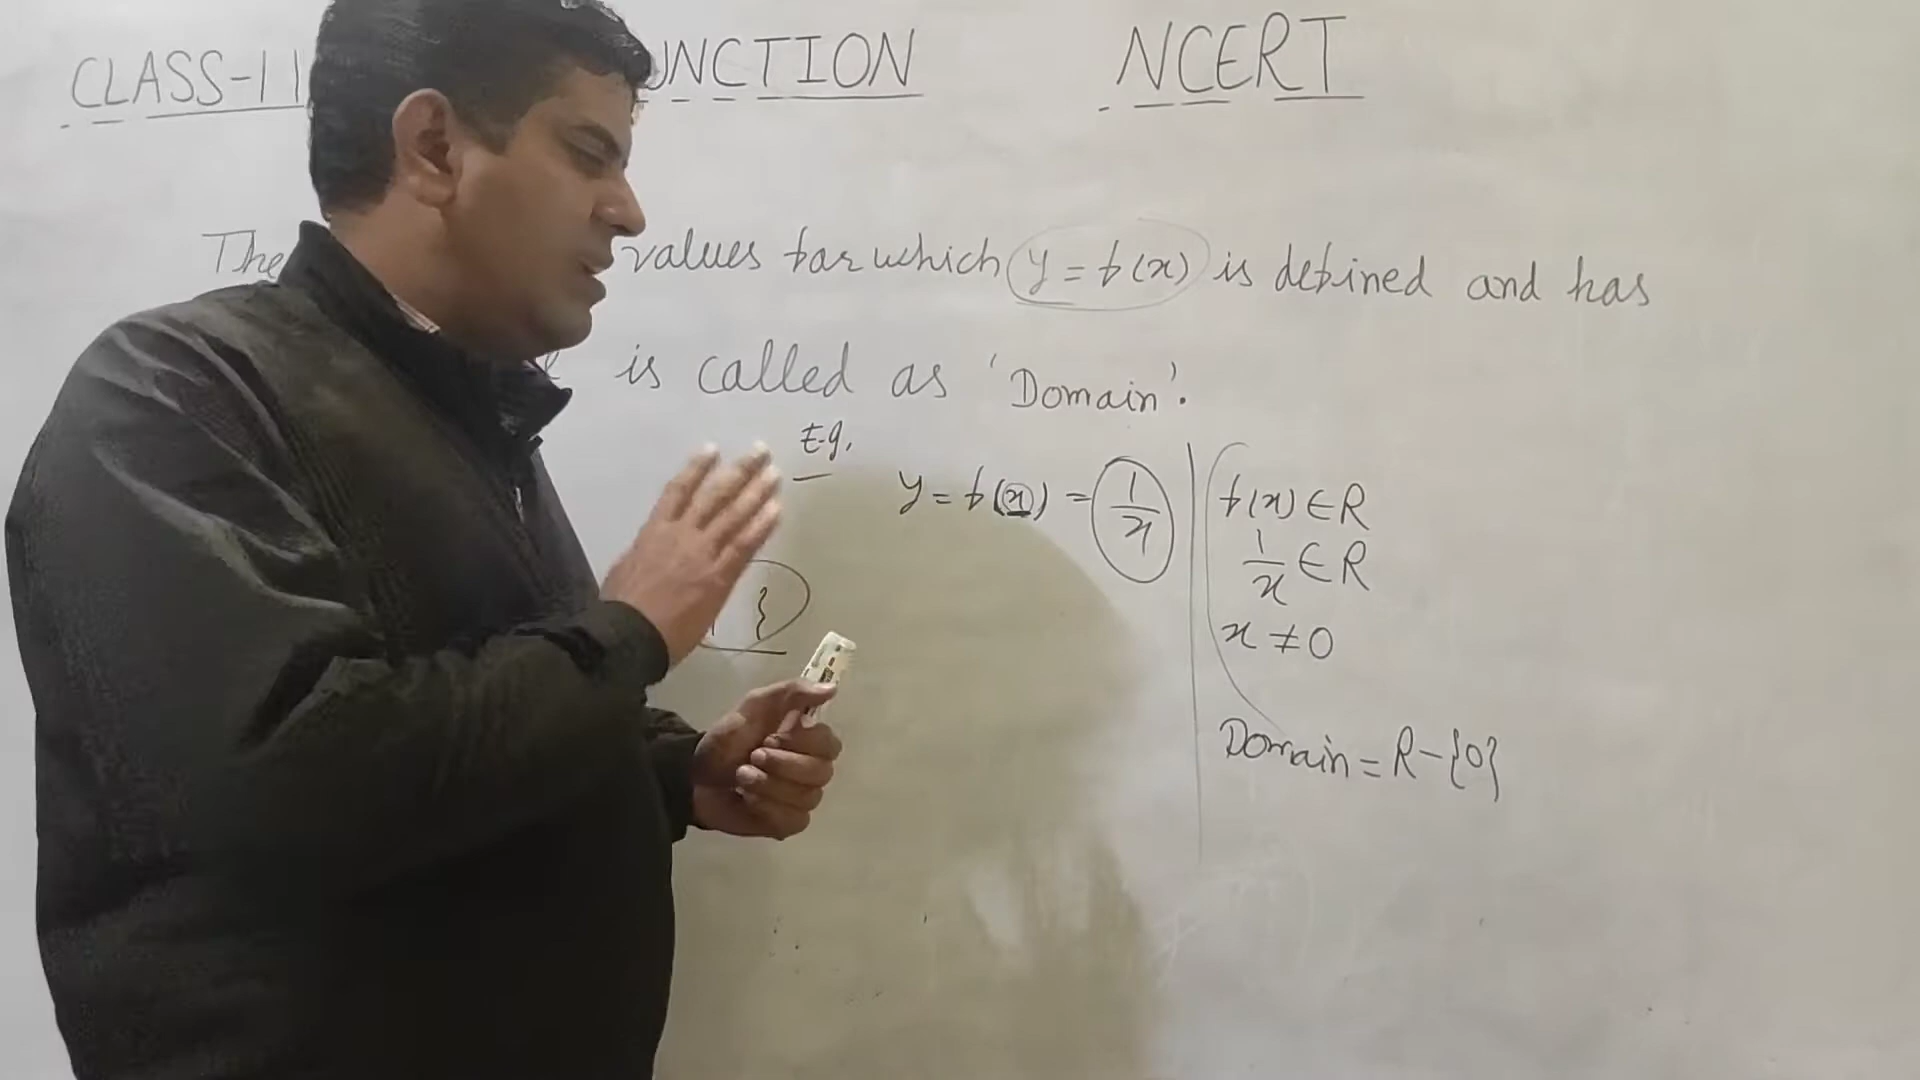 CLASS-11 UNCTION NCERT
The values for which y = f(x) is defined and has
is called as 'Domain'.
E.g.
y = f(x) = 1/x
f(x) ∈ R
1/x ∈ R
}
x ≠ 0
Domain = R-{0}